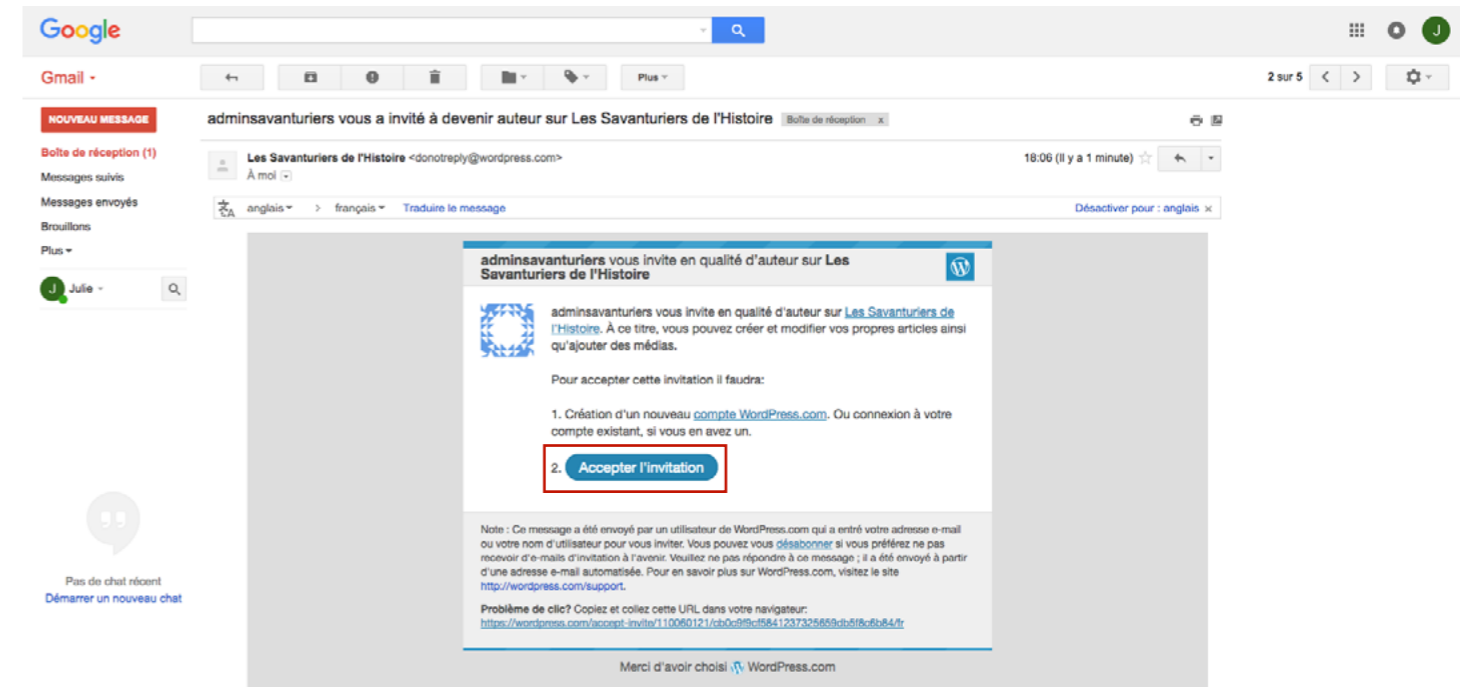 Google
J
Gmail
Plus
2 sur 5
NOUVEAU MESSAGE
adminsavanturiers vous a invité à devenir auteur sur Les Savanturiers de l'Histoire Boîte de réception x
Boîte de réception (1)
Messages suivis
Messages envoyés
Brouillons
Plus
J Julie
Les Savanturiers de l'Histoire <donotreply@wordpress.com>
18:06 (Il y a 1 minute)
À moi
anglais > français Traduire le message
Désactiver pour : anglais x
adminsavanturiers vous invite en qualité d'auteur sur Les
Savanturiers de l'Histoire
adminsavanturiers vous invite en qualité d'auteur sur Les Savanturiers de
l'Histoire. À ce titre, vous pouvez créer et modifier vos propres articles ainsi
qu'ajouter des médias.
Pour accepter cette invitation il faudra:
1. Création d'un nouveau compte WordPress.com. Ou connexion à votre
compte existant, si vous en avez un.
2. Accepter l'invitation
Note : Ce message a été envoyé par un utilisateur de WordPress.com qui a entré votre adresse e-mail
ou votre nom d'utilisateur pour vous inviter. Vous pouvez vous désabonner si vous préférez ne pas
recevoir d'e-mails d'invitation à l'avenir. Veuillez ne pas répondre à ce message ; il a été envoyé à partir
d'une adresse e-mail automatisée. Pour en savoir plus sur WordPress.com, visitez le site
http://wordpress.com/support.
Problème de clic? Copiez et collez cette URL dans votre navigateur:
https://wordpress.com/accept-invite/110060121/cb0c9f9cf5841237325659db5f8c6b84/fr
Merci d'avoir choisi WordPress.com
Pas de chat récent
Démarrer un nouveau chat